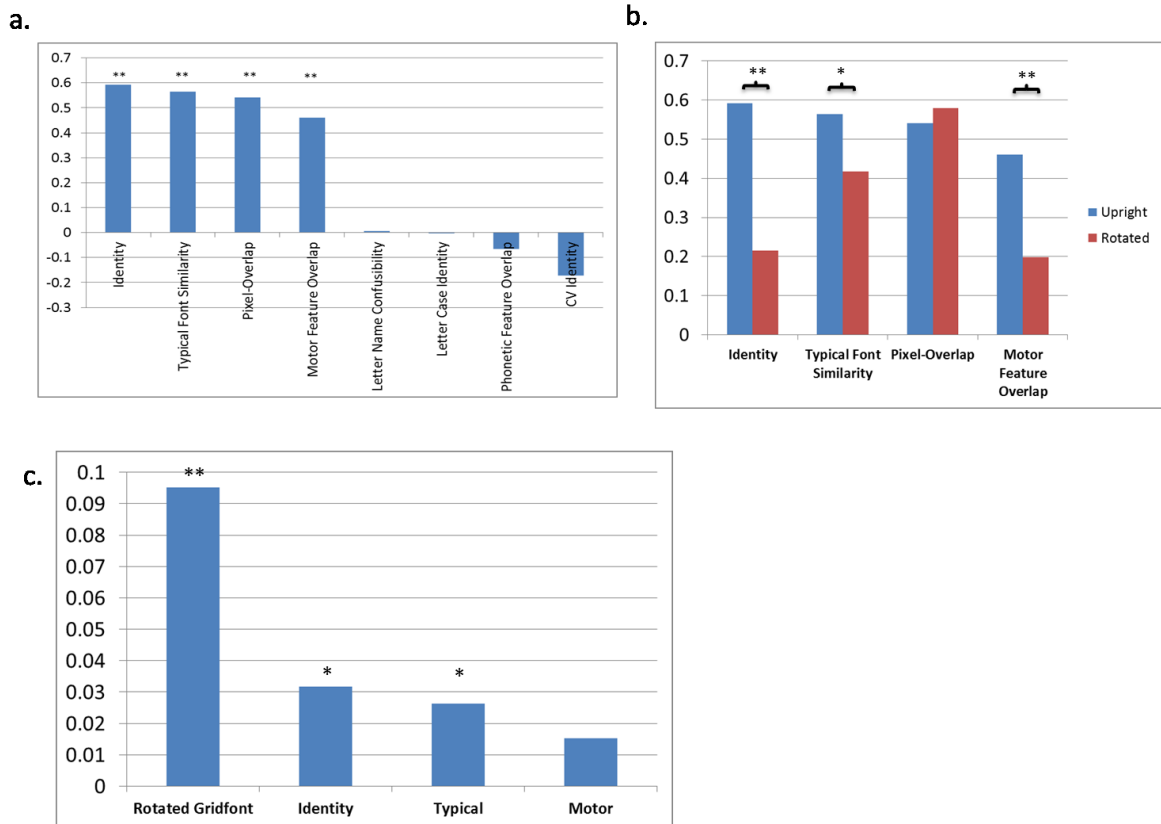 a.
0.7
0.6
0.5
0.4
0.3
0.2
0.1
0
-0.1
-0.2
-0.3
** ** ** **
Identity
Typical Font Similarity
Pixel-Overlap
Motor Feature Overlap
Letter Name Confusibility
Letter Case Identity
Phonetic Feature Overlap
CV Identity
b.
0.7
0.6
0.5
0.4
0.3
0.2
0.1
0
** * **
Identity
Typical Font
Similarity
Pixel-Overlap
Motor
Feature
Overlap
Upright
Rotated
c.
0.1
0.09
0.08
0.07
0.06
0.05
0.04
0.03
0.02
0.01
0
**
* *
Rotated Gridfont
Identity
Typical
Motor